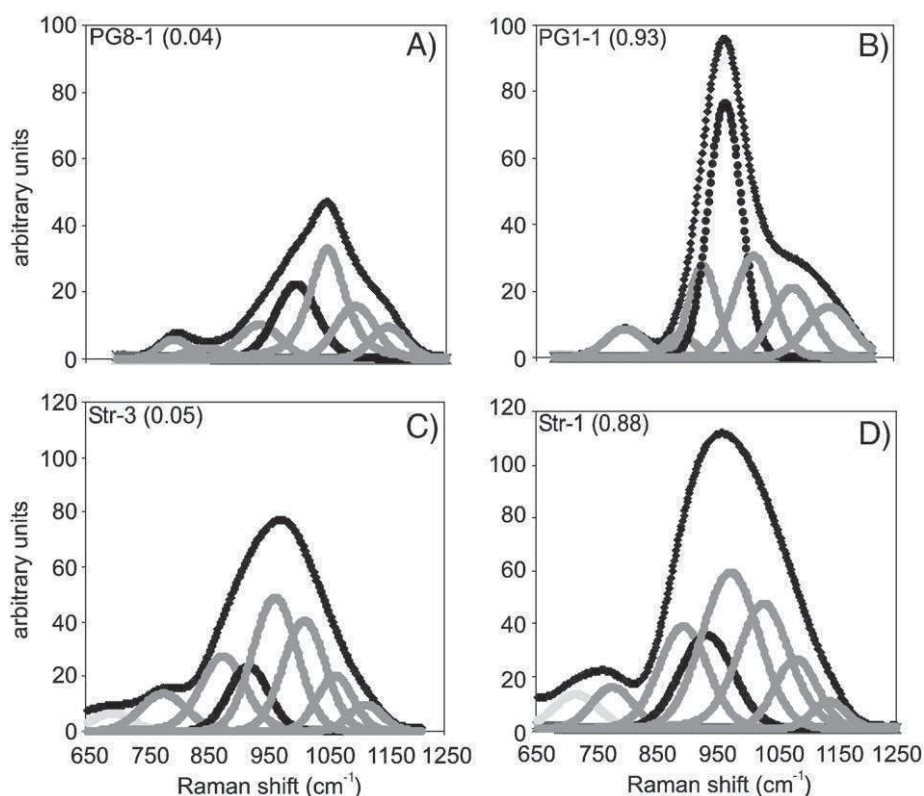 PG8-1 (0.04)
A)
100
80
60
40
20
0
arbitrary units
PG1-1 (0.93)
B)
100
80
60
40
20
0
Str-3 (0.05)
C)
120
100
80
60
40
20
0
arbitrary units
650 750 850 950 1050 1150 1250
Raman shift (cm⁻¹)
Str-1 (0.88)
D)
120
100
80
60
40
20
0
650 750 850 950 1050 1150 1250
Raman shift (cm⁻¹)